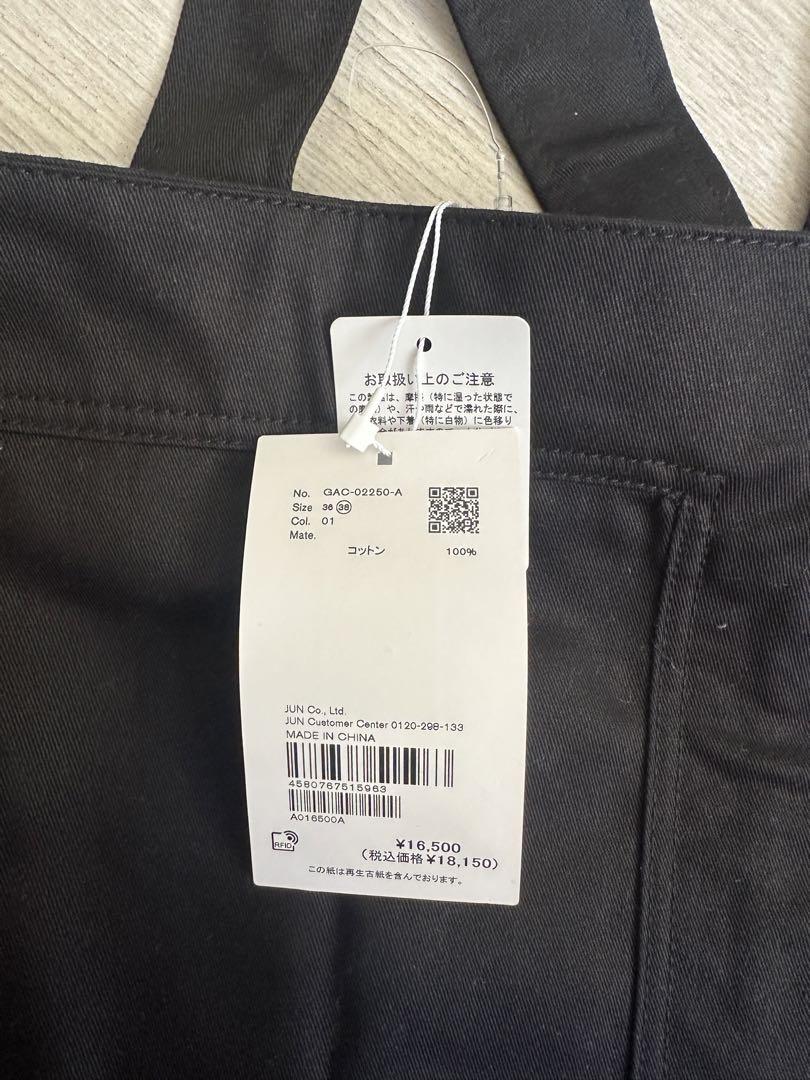 お取扱い上のご注意
この製品は、摩擦（特に湿った状態で
の摩擦）や、汗や雨などで濡れた際に、
衣料や下着（特に白物）に色移り
No. GAC-02250-A
Size 36 38
Col. 01
Mate.
コットン 100%
JUN Co., Ltd.
JUN Customer Center 0120-298-133
MADE IN CHINA
4580767515963
A016500A
RFID
¥16,500
(税込価格¥18,150)
この紙は再生古紙を含んでおります。